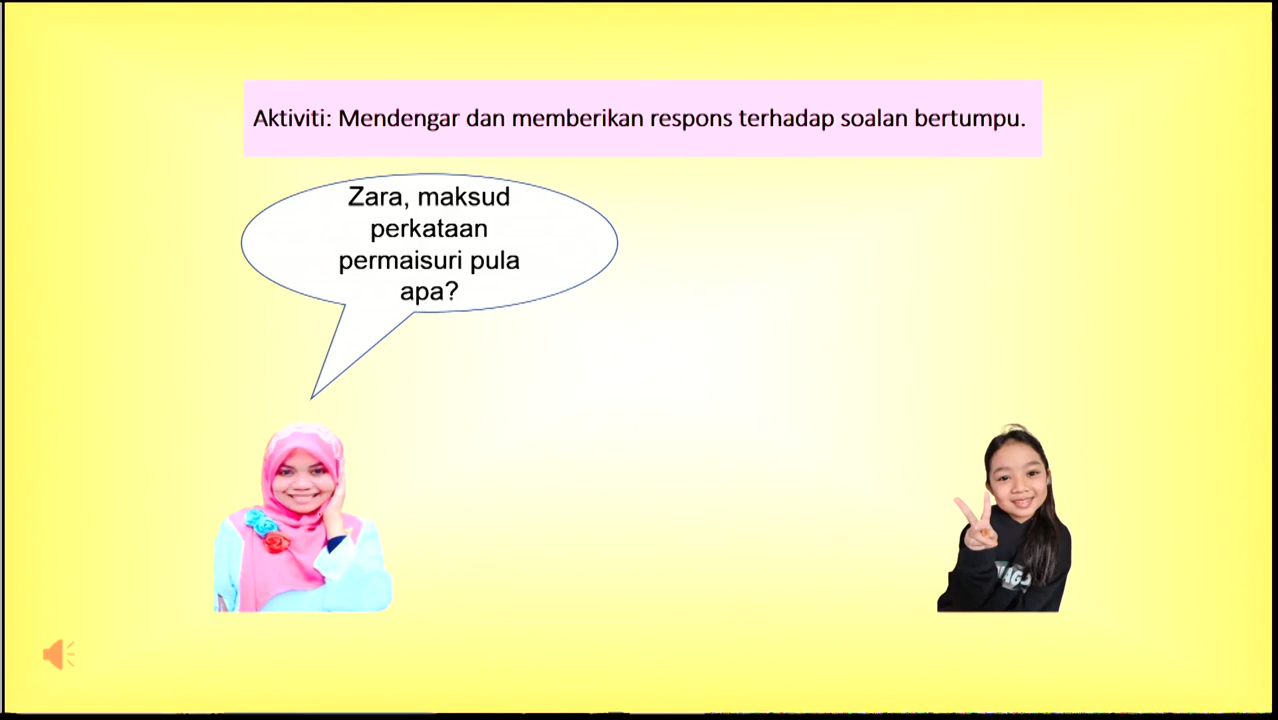 Aktiviti: Mendengar dan memberikan respons terhadap soalan bertumpu.
Zara, maksud
perkataan
permaisuri pula
apa?